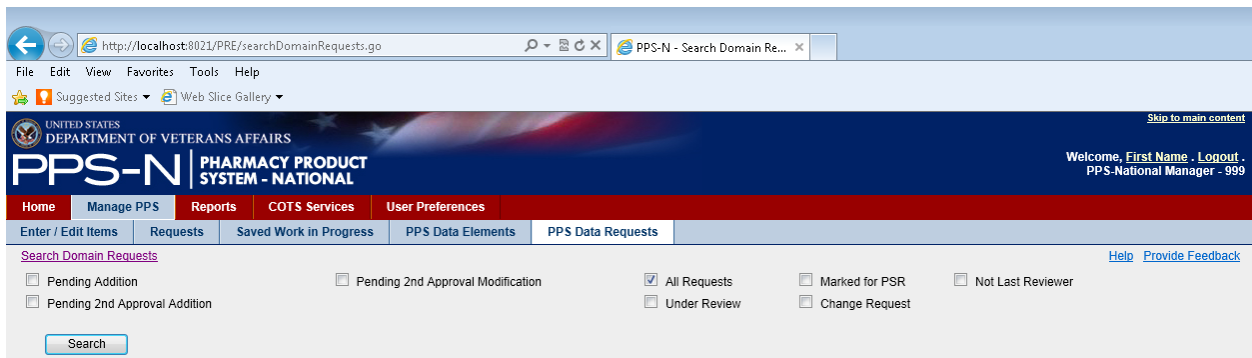 http://localhost:8021/PRE/searchDomainRequests.go
PPS-N - Search Domain Re...
File Edit View Favorites Tools Help
Suggested Sites Web Slice Gallery
Skip to main content
UNITED STATES
DEPARTMENT OF VETERANS AFFAIRS
PPS-N PHARMACY PRODUCT
SYSTEM - NATIONAL
Welcome, First Name . Logout .
PPS-National Manager - 999
Home Manage PPS Reports COTS Services User Preferences
Enter / Edit Items Requests Saved Work in Progress PPS Data Elements PPS Data Requests
Search Domain Requests Help Provide Feedback
Pending Addition Pending 2nd Approval Modification All Requests Marked for PSR Not Last Reviewer
Pending 2nd Approval Addition Under Review Change Request
Search